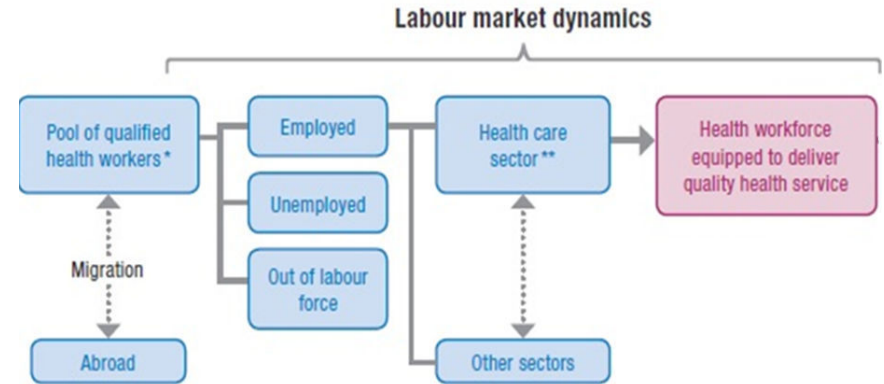 Labour market dynamics
Pool of qualified
health workers *
Employed
Health care
sector **
Health workforce
equipped to deliver
quality health service
Unemployed
Migration
Out of labour
force
Abroad
Other sectors